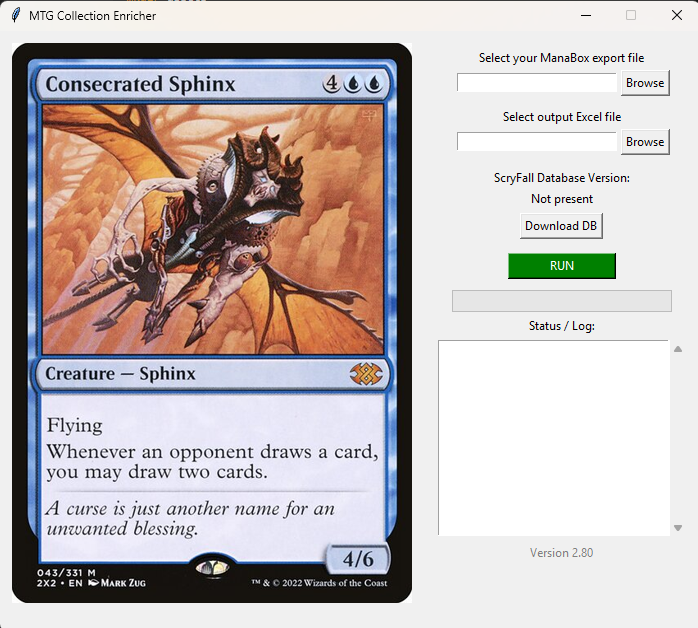 MTG Collection Enricher
Consecrated Sphinx 4
Creature — Sphinx
Flying
Whenever an opponent draws a card,
you may draw two cards.
A curse is just another name for an
unwanted blessing.
4/6
043/331 M
2X2 • EN Mark Zug
™ & © 2022 Wizards of the Coast
Select your ManaBox export file
Browse
Select output Excel file
Browse
ScryFall Database Version:
Not present
Download DB
RUN
Status / Log:
Version 2.80